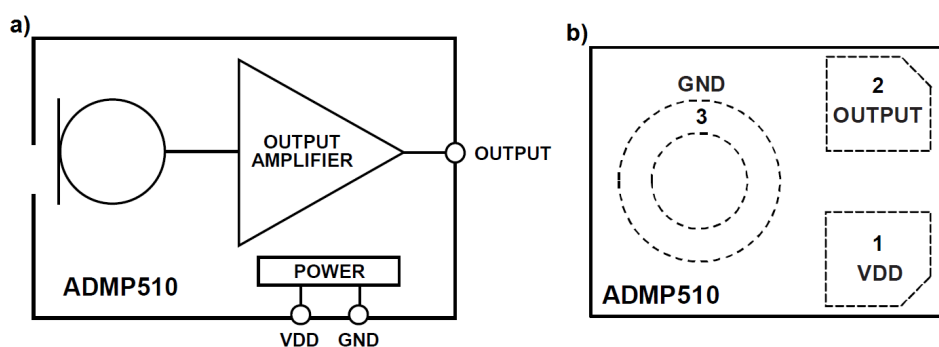 a)
OUTPUT
AMPLIFIER
OUTPUT
POWER
ADMP510
VDD
GND
b)
GND
3
2
OUTPUT
1
VDD
ADMP510